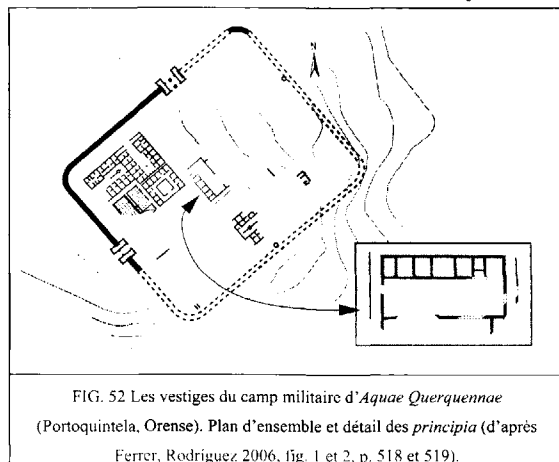 N
FIG. 52 Les vestiges du camp militaire d'Aquae Querquennae
(Portoquintela, Orense). Plan d'ensemble et détail des principia (d'après
Ferrer, Rodríguez 2006, fig. 1 et 2, p. 518 et 519).